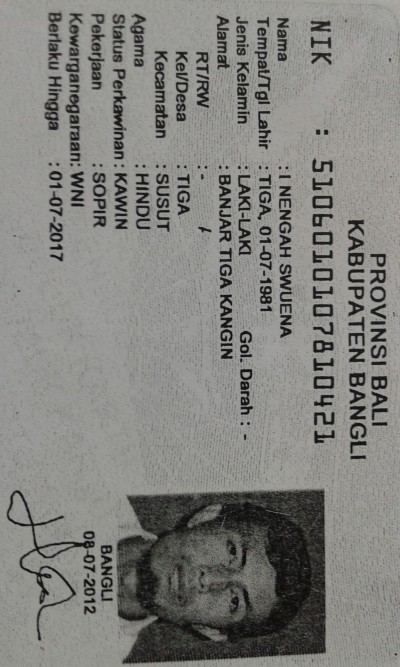 PROVINSI BALI
KABUPATEN BANGLI
NIK : 5106010107810421
Nama : I NENGAH SWUENA
Tempat/Tgl Lahir : TIGA, 01-07-1981
Jenis Kelamin : LAKI-LAKI Gol. Darah : -
Alamat : BANJAR TIGA KANGIN
RT/RW : - /
Kel/Desa : TIGA
Kecamatan : SUSUT
Agama : HINDU
Status Perkawinan : KAWIN
Pekerjaan : SOPIR
Kewarganegaraan: WNI
Berlaku Hingga : 01-07-2017
BANGLI
08-07-2012